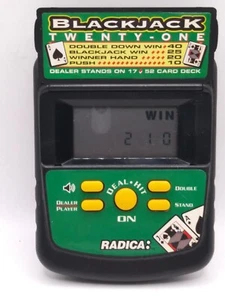 BLACKJACK
TWENTY-ONE
DOUBLE DOWN WIN 40
BLACKJACK WIN 25
WINNER HAND 20
PUSH 10
DEALER STANDS ON 17 52 CARD DECK
WIN
210
DEAL•HIT
DOUBLE
DEALER
PLAYER
STAND
ON
RADICA: